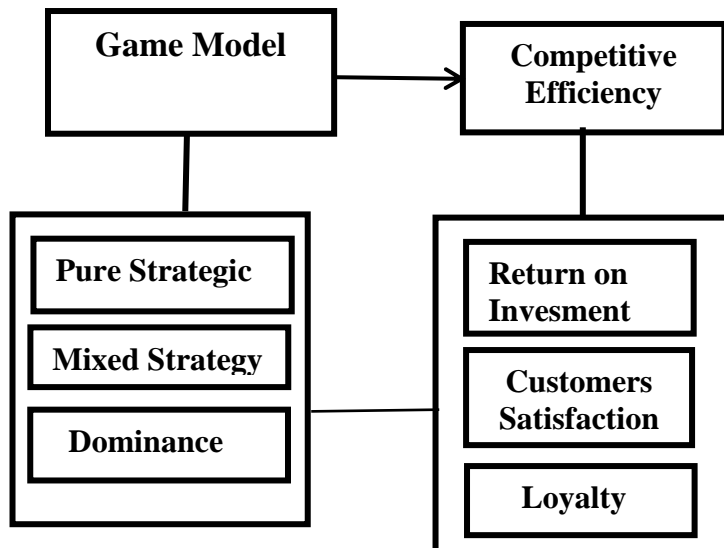 Game Model
Competitive
Efficiency
Pure Strategic
Mixed Strategy
Dominance
Return on
Invesment
Customers
Satisfaction
Loyalty